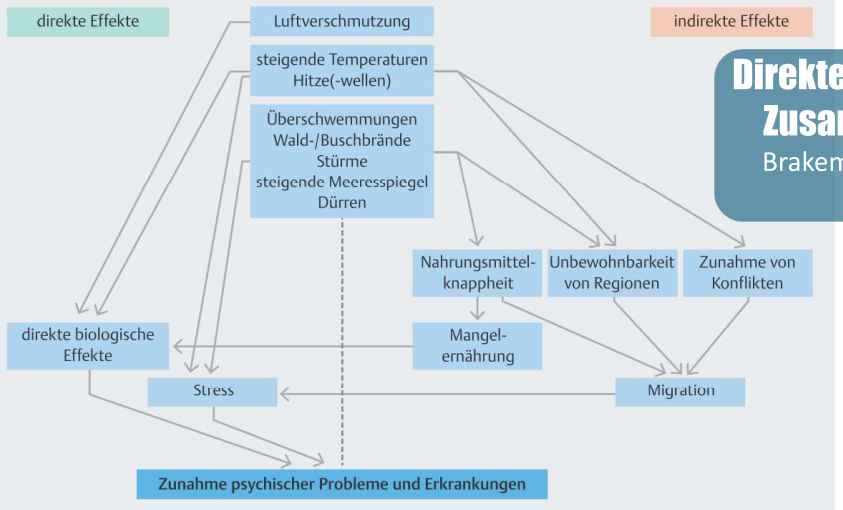 direkte Effekte
Luftverschmutzung
indirekte Effekte
steigende Temperaturen
Hitze(-wellen)
Direkte
Zusa
Brakem
Überschwemmungen
Wald-/Buschbrände
Stürme
steigende Meeresspiegel
Dürren
Nahrungsmittel-
knappheit
Unbewohnbarkeit
von Regionen
Zunahme von
Konflikten
direkte biologische
Effekte
Mangel-
ernährung
Stress
Migration
Zunahme psychischer Probleme und Erkrankungen